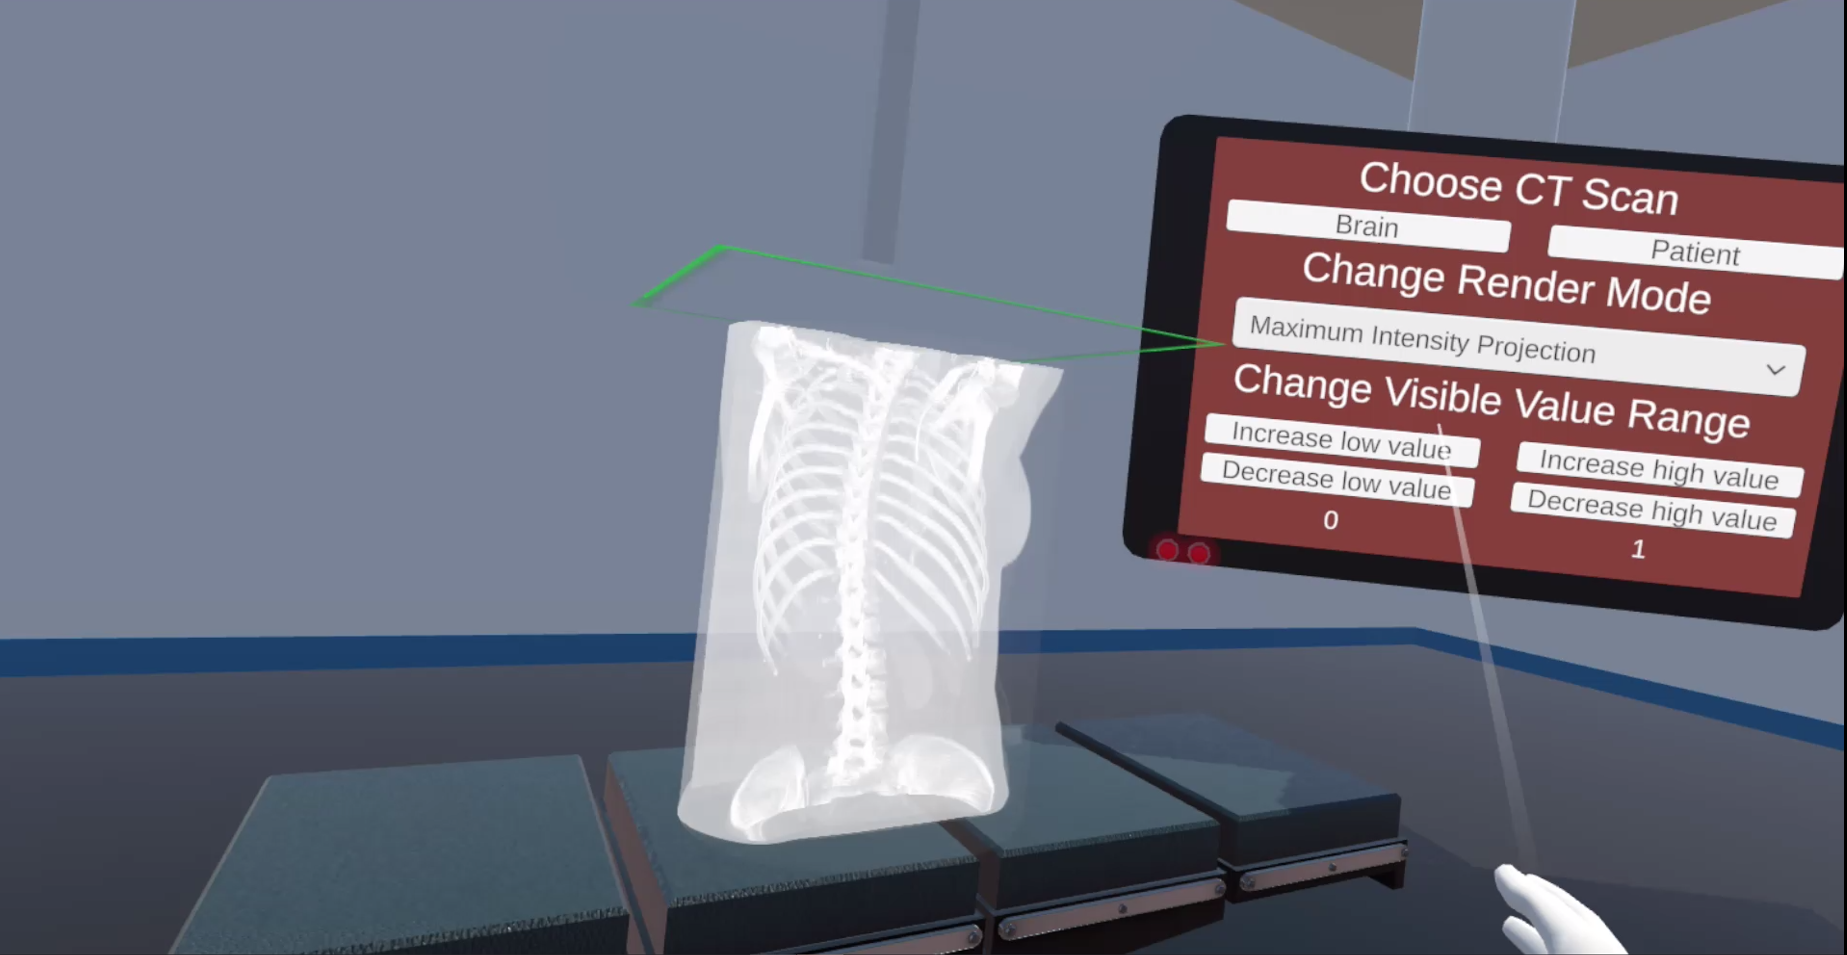 Choose CT Scan
Brain
Patient
Change Render Mode
Maximum Intensity Projection
Change Visible Value Range
Increase low value
Increase high value
Decrease low value
Decrease high value
0
1